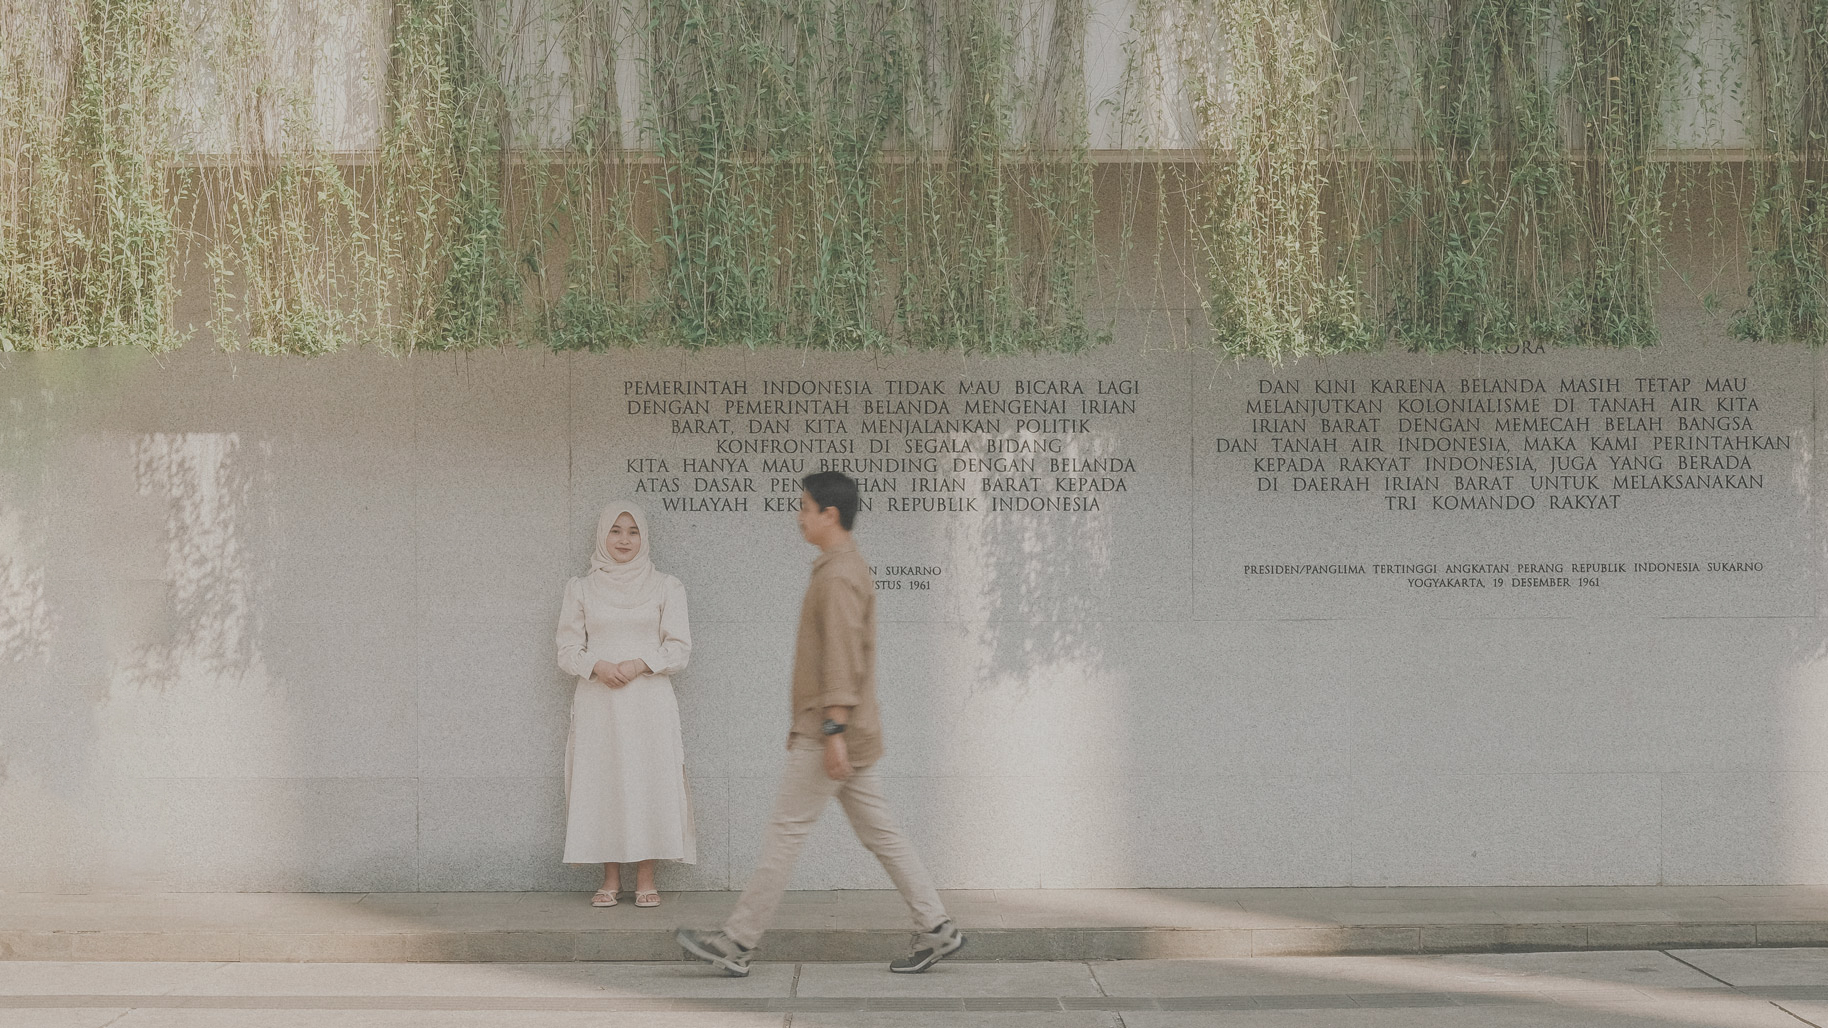 PEMERINTAH INDONESIA TIDAK MAU BICARA LAGI
DENGAN PEMERINTAH BELANDA MENGENAI IRIAN
BARAT, DAN KITA MENJALANKAN POLITIK
KONFRONTASI DI SEGALA BIDANG
KITA HANYA MAU BERUNDING DENGAN BELANDA
ATAS DASAR IRIAN BARAT KEPADA
WILAYAH REPUBLIK INDONESIA
SUKARNO
1961
DAN KINI KARENA BELANDA MASIH TETAP MAU
MELANJUTKAN KOLONIALISME DI TANAH AIR KITA
IRIAN BARAT DENGAN MEMECAH BELAH BANGSA
DAN TANAH AIR INDONESIA, MAKA KAMI PERINTAHKAN
KEPADA RAKYAT INDONESIA, JUGA YANG BERADA
DI DAERAH IRIAN BARAT UNTUK MELAKSANAKAN
TRI KOMANDO RAKYAT
PRESIDEN/PANGLIMA TERTINGGI ANGKATAN PERANG REPUBLIK INDONESIA SUKARNO
YOGYAKARTA, 19 DESEMBER 1961